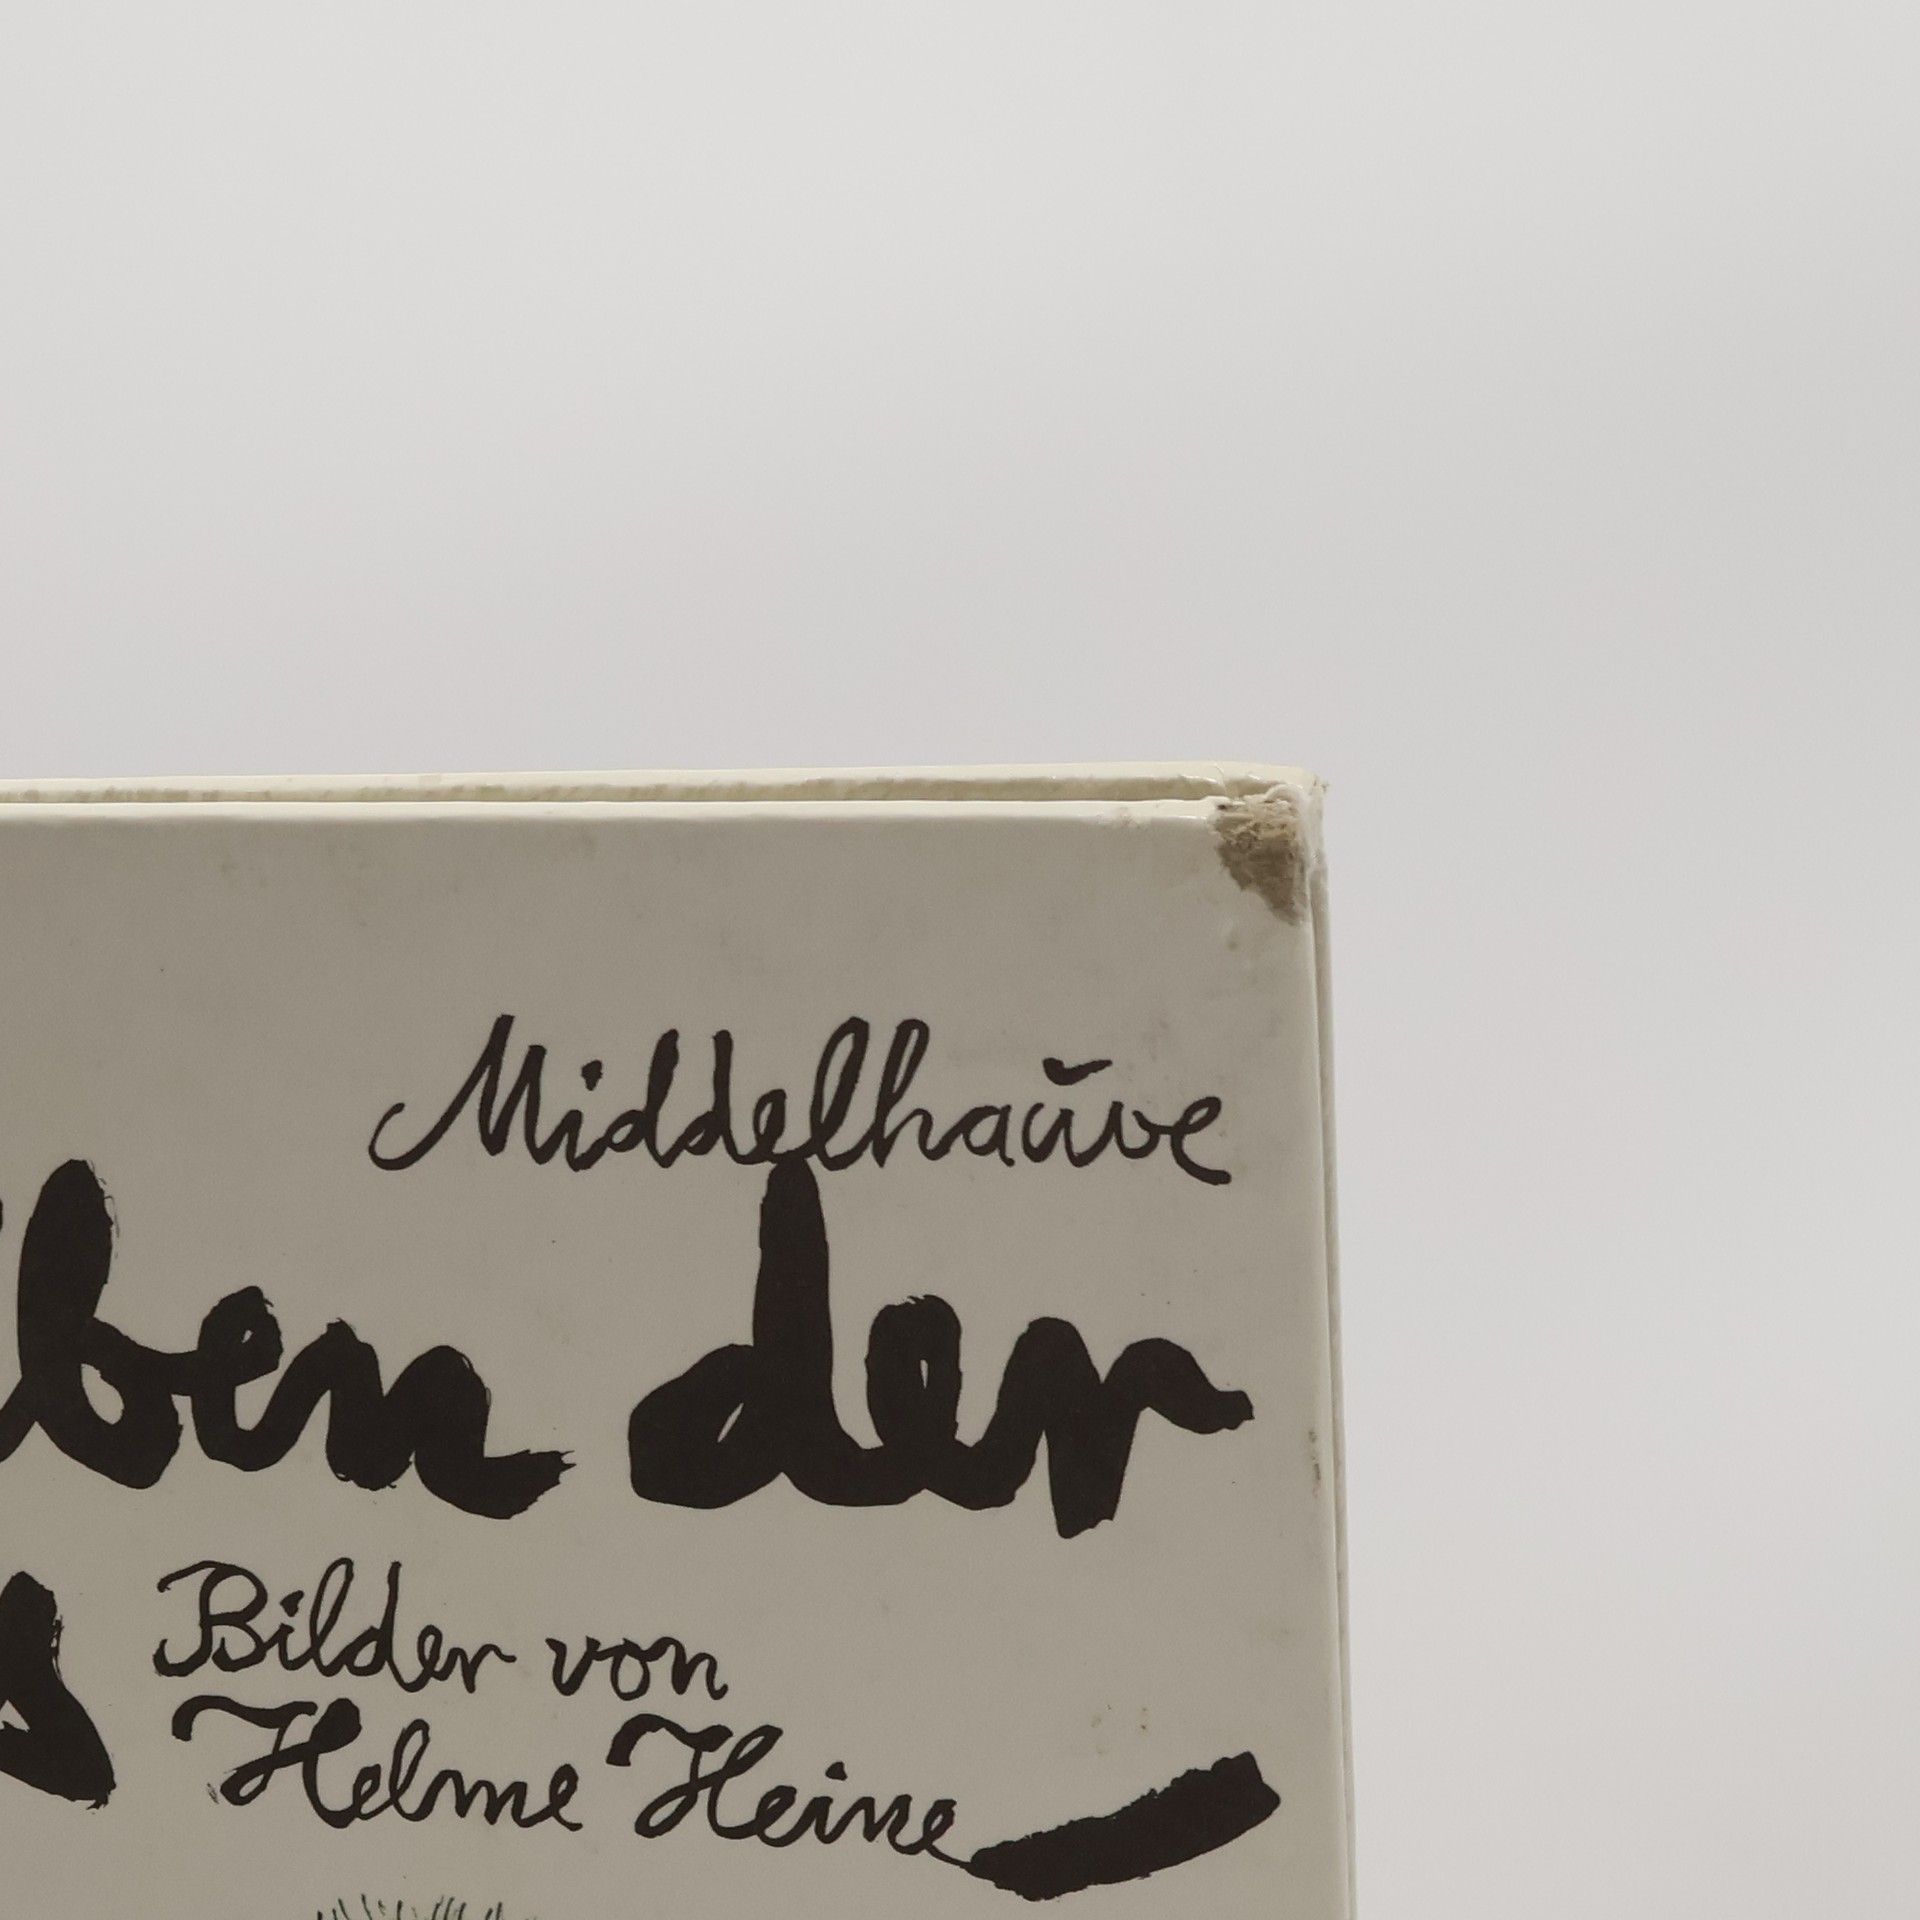 Middelhauve
ben der
s
Bilder von
Helme Heine